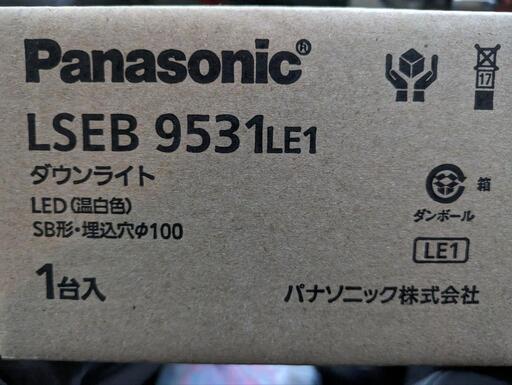 Panasonic®
LSEB 9531LE1
ダウンライト
LED(温白色)
SB形・埋込穴Φ100
1台入
17
箱
ダンボール
LE1
パナソニック株式会社